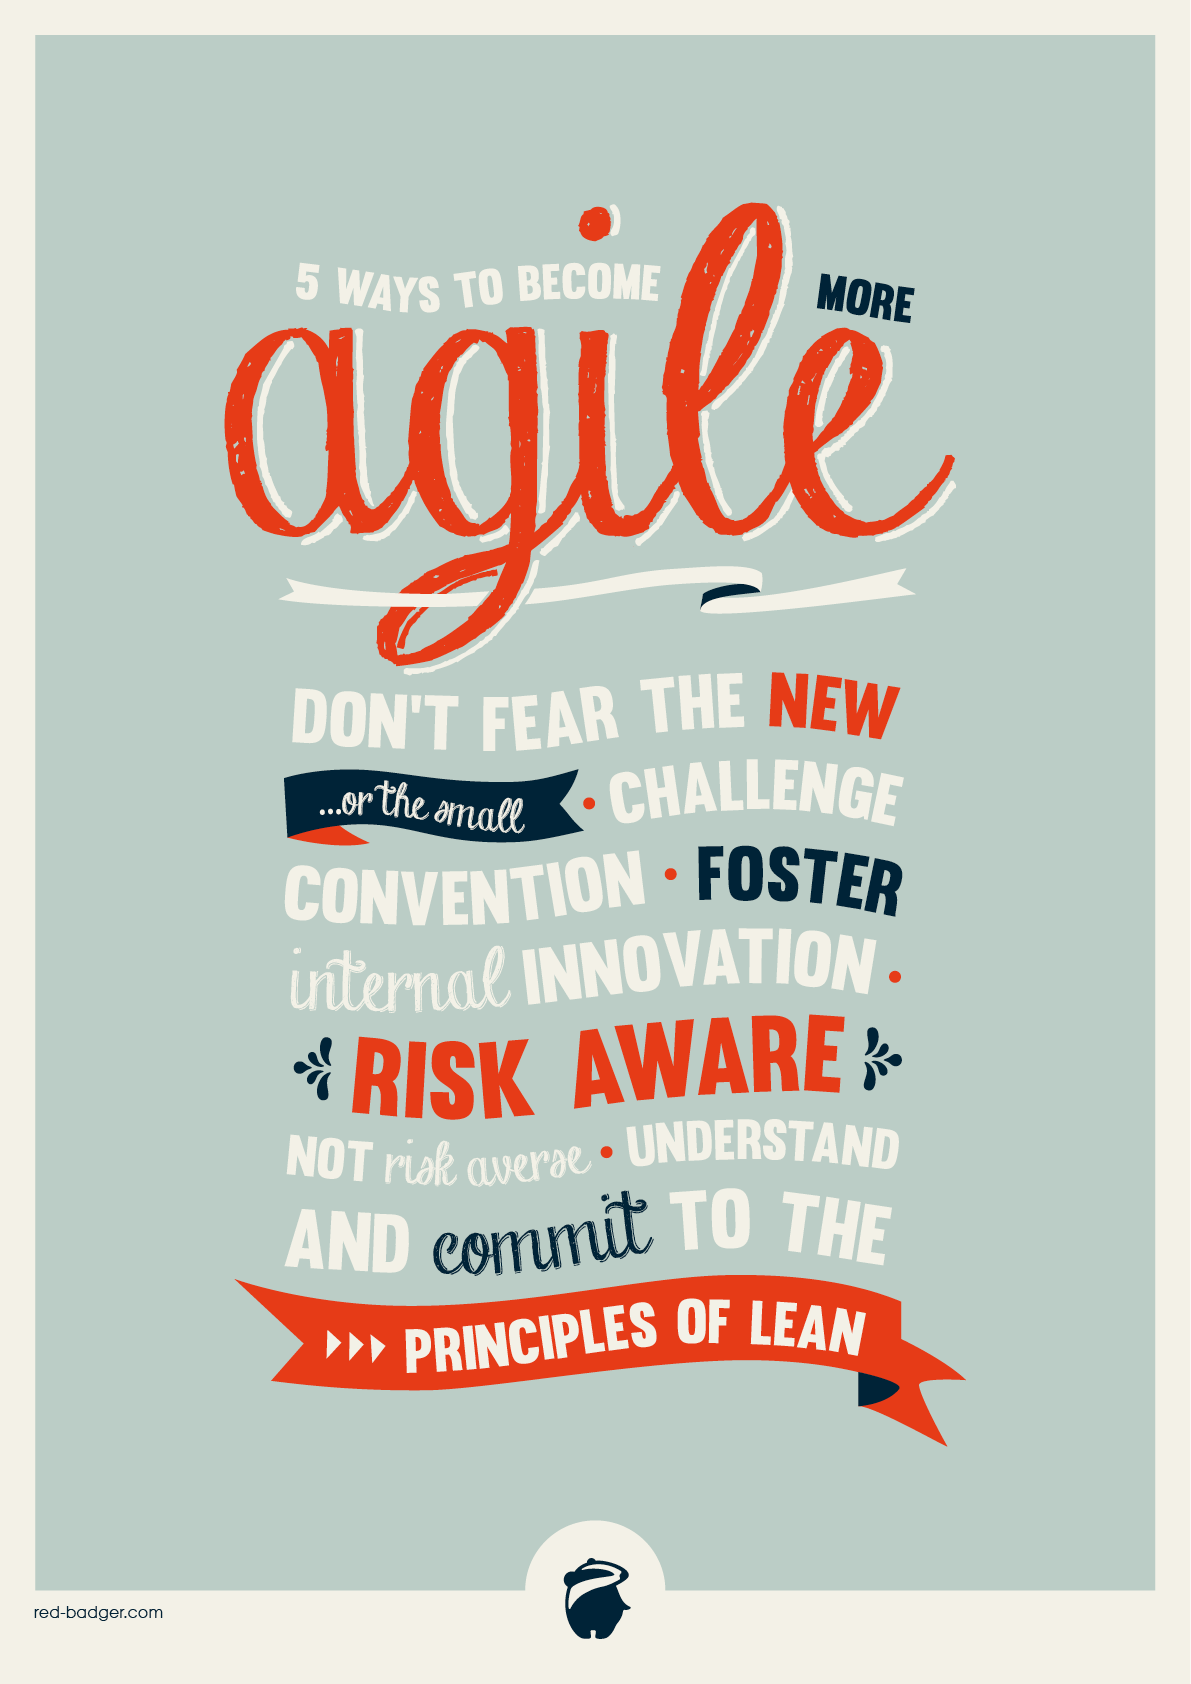 5 WAYS TO BECOME MORE
agile
DON'T FEAR THE NEW
...or the small • CHALLENGE
CONVENTION • FOSTER
internal INNOVATION •
RISK AWARE
NOT risk averse • UNDERSTAND
AND commit TO THE
PRINCIPLES OF LEAN
red-badger.com